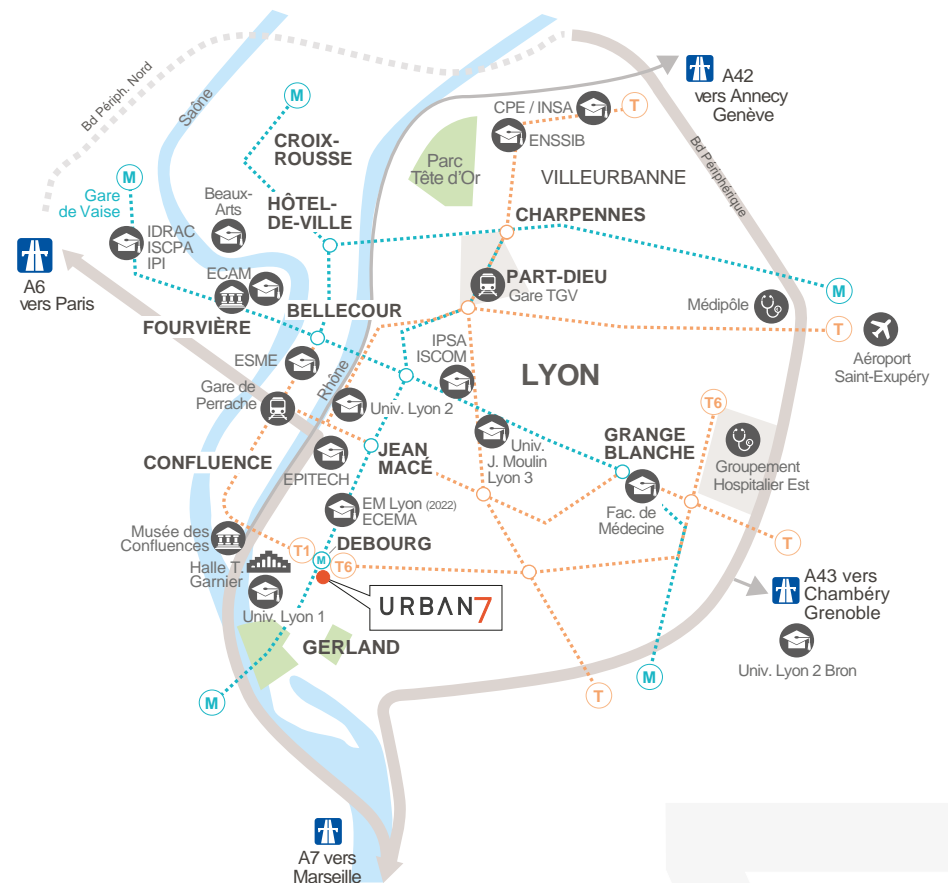 A42
vers Annecy
Genève
Bd Périph. Nord
Saône
M
CPE / INSA
T
ENSSIB
CROIX-
ROUSSE
Parc
Tête d'Or
Bd Périphérique
VILLEURBANNE
M
Gare
de Vaise
Beaux-
Arts
HÔTEL-
DE-VILLE
CHARPENNES
IDRAC
ISCPA
IPI
A6
vers Paris
ECAM
PART-DIEU
Gare TGV
M
FOURVIÈRE
BELLECOUR
Médipôle
T
Aéroport
Saint-Exupéry
ESME
IPSA
ISCOM
LYON
Rhône
Gare de
Perrache
Univ. Lyon 2
T6
CONFLUENCE
JEAN
MACÉ
Univ.
J. Moulin
Lyon 3
GRANGE
BLANCHE
Groupement
Hospitalier Est
EPITECH
EM Lyon (2022)
ECEMA
Fac. de
Médecine
Musée des
Confluences
T1
M
DEBOURG
T6
T
Halle T.
Garnier
Univ. Lyon 1
URBAN7
A43 vers
Chambéry
Grenoble
GERLAND
Univ. Lyon 2 Bron
M
M
T
A7 vers
Marseille